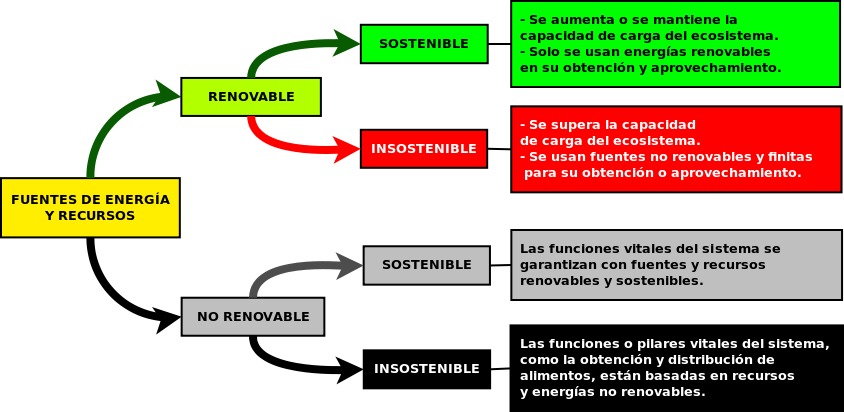 - Se aumenta o se mantiene la
capacidad de carga del ecosistema.
- Solo se usan energías renovables
en su obtención y aprovechamiento.
SOSTENIBLE
RENOVABLE
INSOSTENIBLE
- Se supera la capacidad
de carga del ecosistema.
- Se usan fuentes no renovables y finitas
para su obtención o aprovechamiento.
FUENTES DE ENERGÍA
Y RECURSOS
SOSTENIBLE
Las funciones vitales del sistema se
garantizan con fuentes y recursos
renovables y sostenibles.
NO RENOVABLE
INSOSTENIBLE
Las funciones o pilares vitales del sistema,
como la obtención y distribución de
alimentos, están basadas en recursos
y energías no renovables.